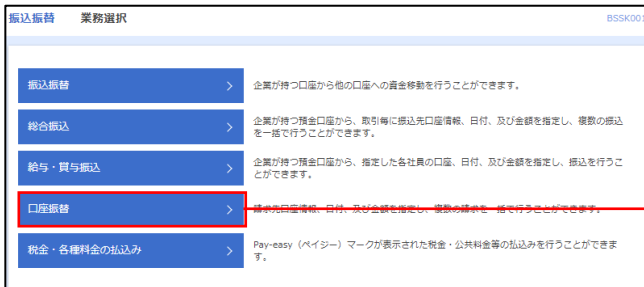 振込振替 業務選択 BSSK001
振込振替 企業が持つ口座から他の口座への資金移動を行うことができます。
総合振込 企業が持つ預金口座から、取引毎に振込先口座情報、日付、及び金額を指定し、複数の振込
を一括で行うことができます。
給与・賞与振込 企業が持つ預金口座から、指定した各社員の口座、日付、及び金額を指定し、振込を行うこ
とができます。
口座振替 請求先口座情報、日付、及び金額を指定し、複数の請求を一括で行うことができます。
税金・各種料金の払込み Pay-easy（ペイジー）マークが表示された税金・公共料金等の払込みを行うことができま
す。